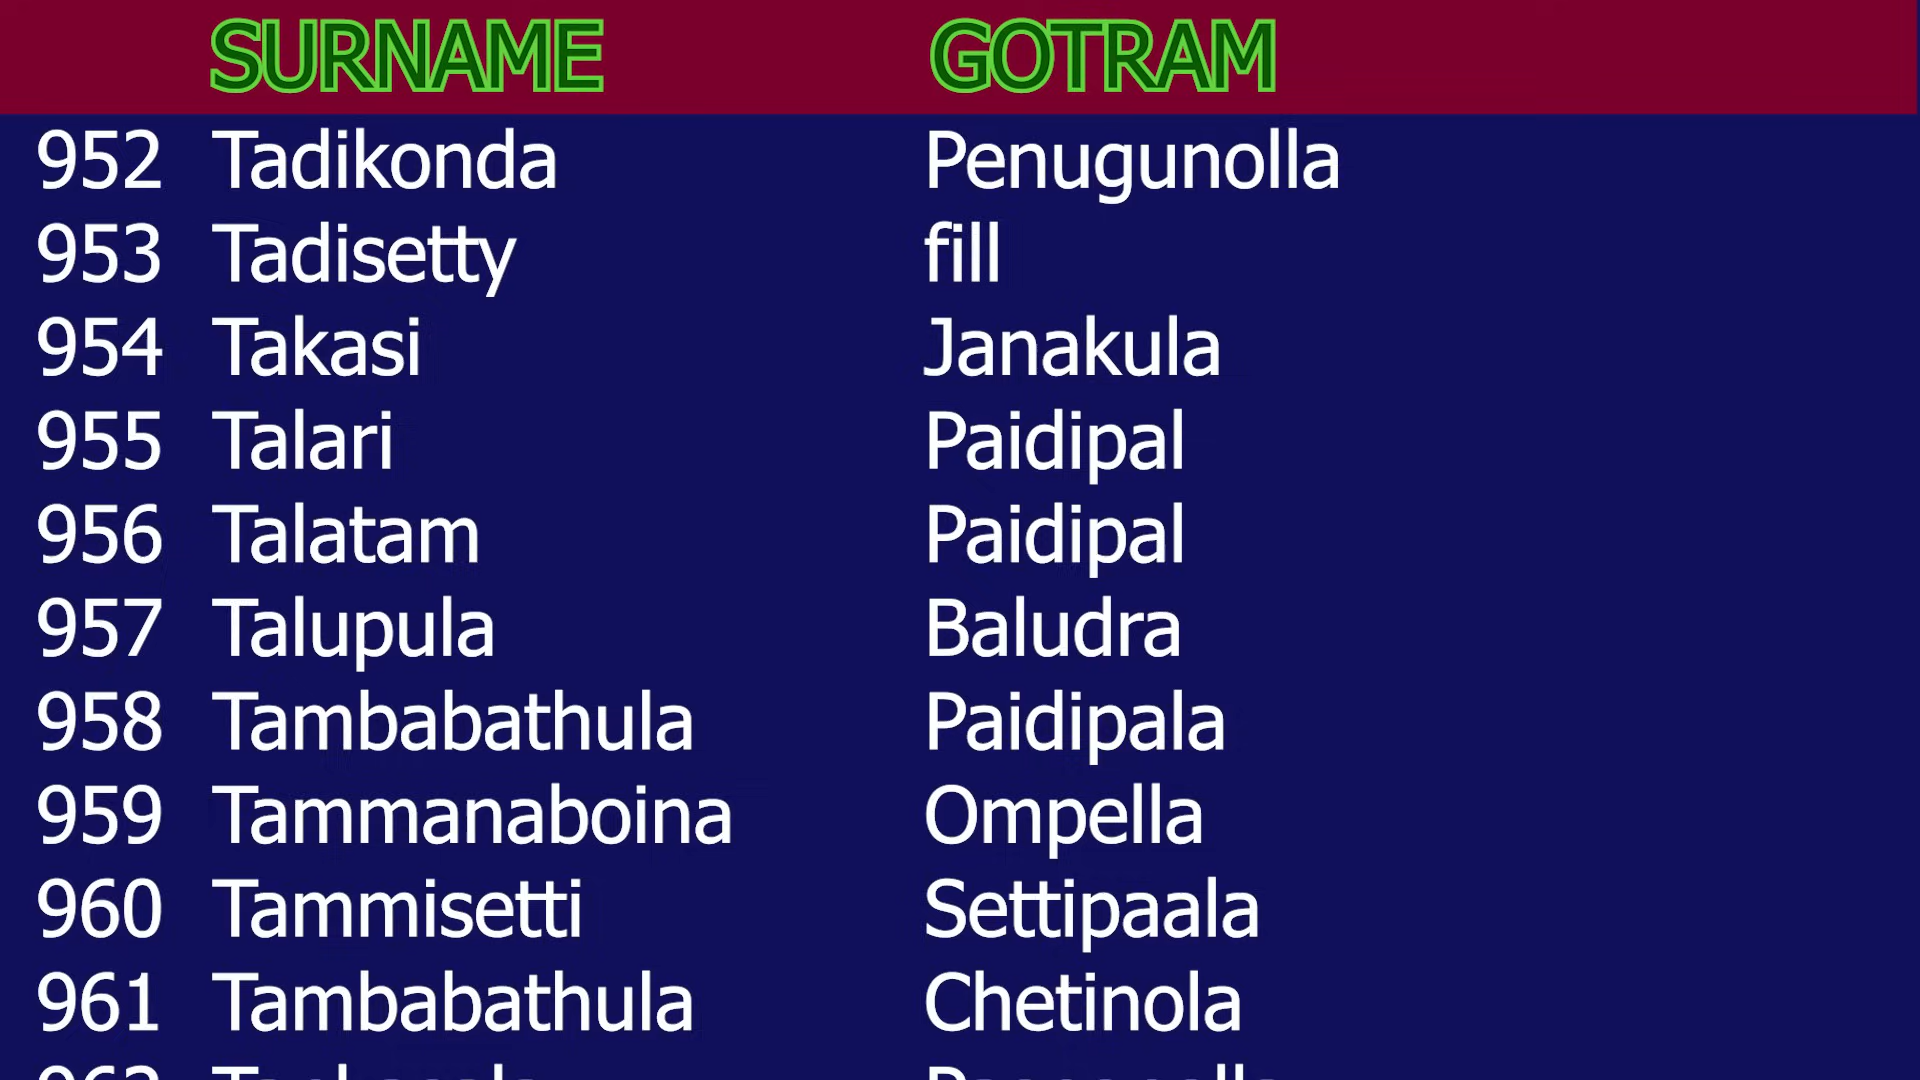 SURNAME GOTRAM
952 Tadikonda Penugunolla
953 Tadisetty fill
954 Takasi Janakula
955 Talari Paidipal
956 Talatam Paidipal
957 Talupula Baludra
958 Tambabathula Paidipala
959 Tammanaboina Ompella
960 Tammisetti Settipaala
961 Tambabathula Chetinola